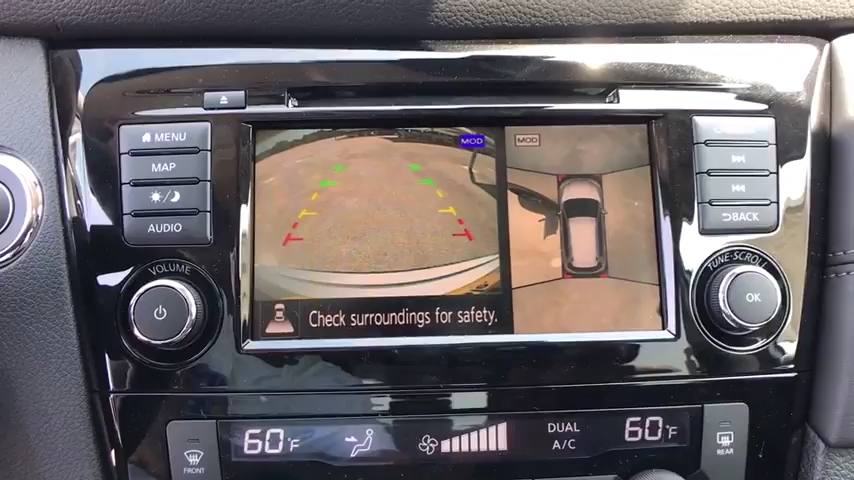 MENU
MAP
AUDIO
VOLUME
MOD
MOD
Check surroundings for safety.
BACK
TUNE·SCROLL
OK
FRONT
60°F
DUAL
A/C
60°F
REAR